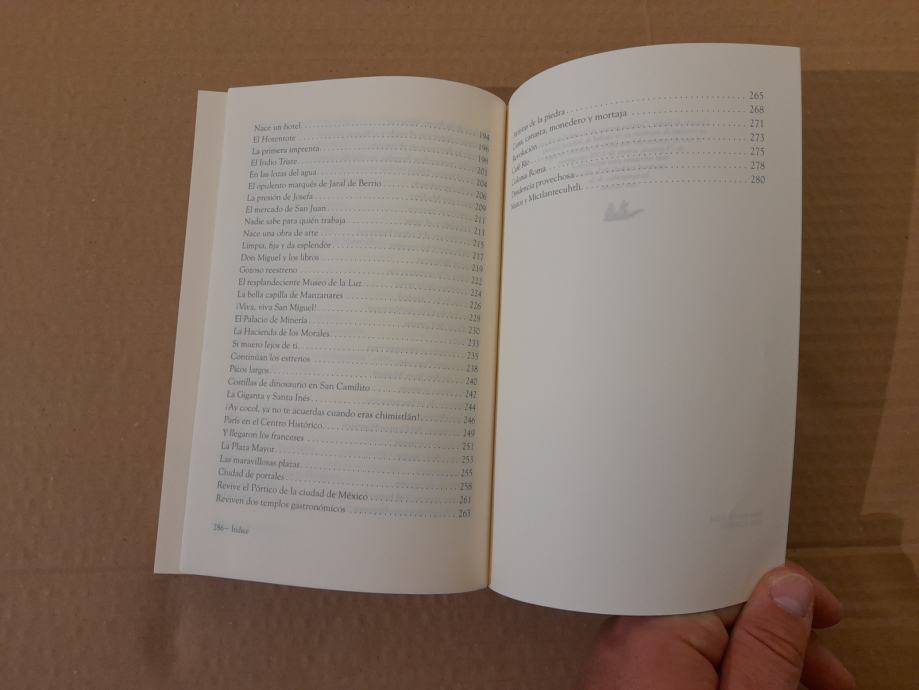 Nace un hotel 194
El Hotentote 196
La primera imprenta 199
El Indio Triste 201
En las lozas del agua 204
El opulento marqués de Jaral de Berrio 206
La presión de Josefa 209
El mercado de San Juan 211
Nadie sabe para quién trabaja 213
Nace una obra de arte 215
Limpia, fija y da esplendor 217
Don Miguel y los libros 219
Gozoso reestreno 222
El resplandeciente Museo de la Luz 224
La bella capilla de Manzanares 226
¡Viva, viva San Miguel! 228
El Palacio de Minería 230
La Hacienda de los Morales 233
Si muero lejos de ti 235
Continúan los estrenos 238
Picos largos 240
Costillas de dinosaurio en San Camilito 242
La Giganta y Santa Inés 244
¡Ay cocol, ya no te acuerdas cuando eras chimistlán! 246
París en el Centro Histórico 249
Y llegaron los franceses 251
La Plaza Mayor 253
Las maravillosas plazas 255
Ciudad de portales 258
Revive el Pórtico de la ciudad de México 261
Reviven dos templos gastronómicos 263
286— Índice
de la piedra 265
canasta, monedero y mortaja 268
Revolución 271
Café Río 273
Colonia Roma 275
provechosa 278
Matos y Mictlantecuhtli 280